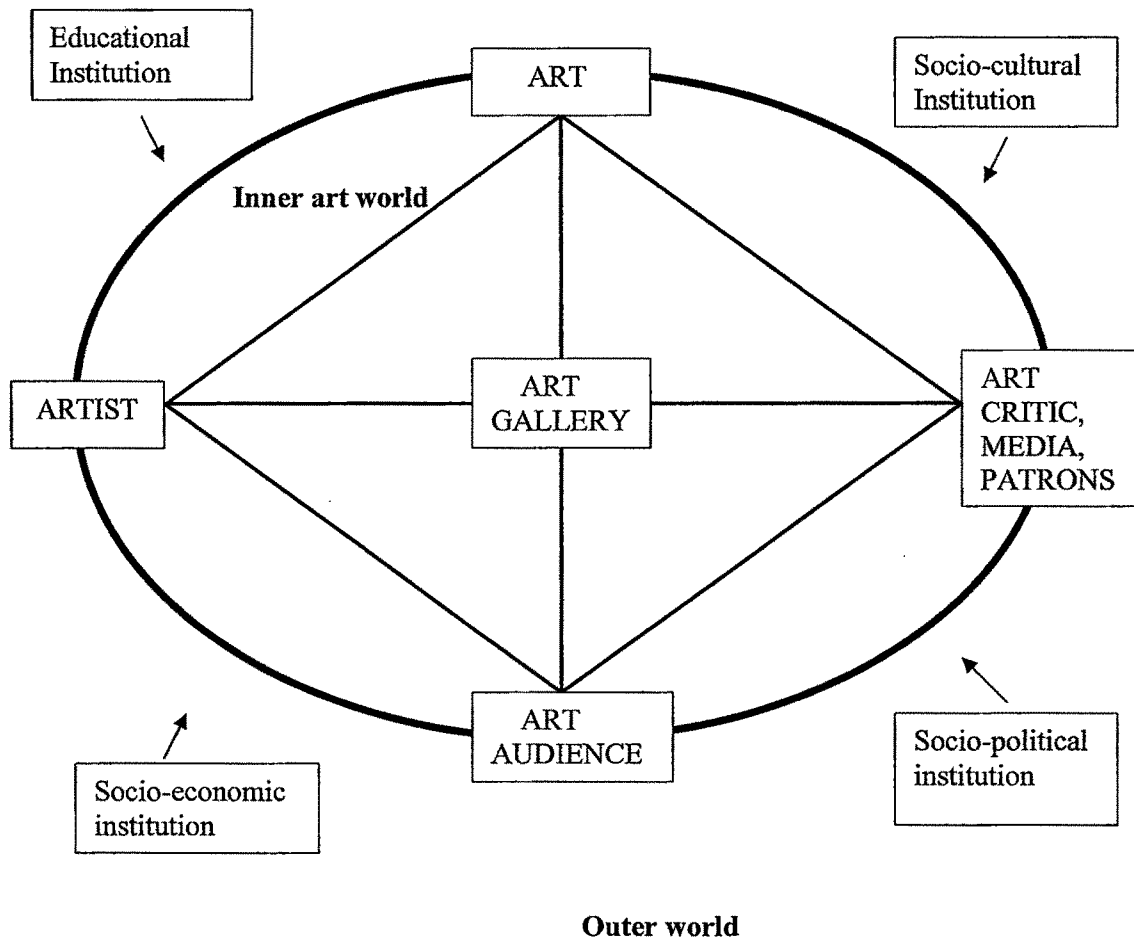 Educational
Institution
ART
Socio-cultural
Institution
Inner art world
ARTIST
ART
GALLERY
ART
CRITIC,
MEDIA,
PATRONS
ART
AUDIENCE
Socio-economic
institution
Socio-political
institution
Outer world